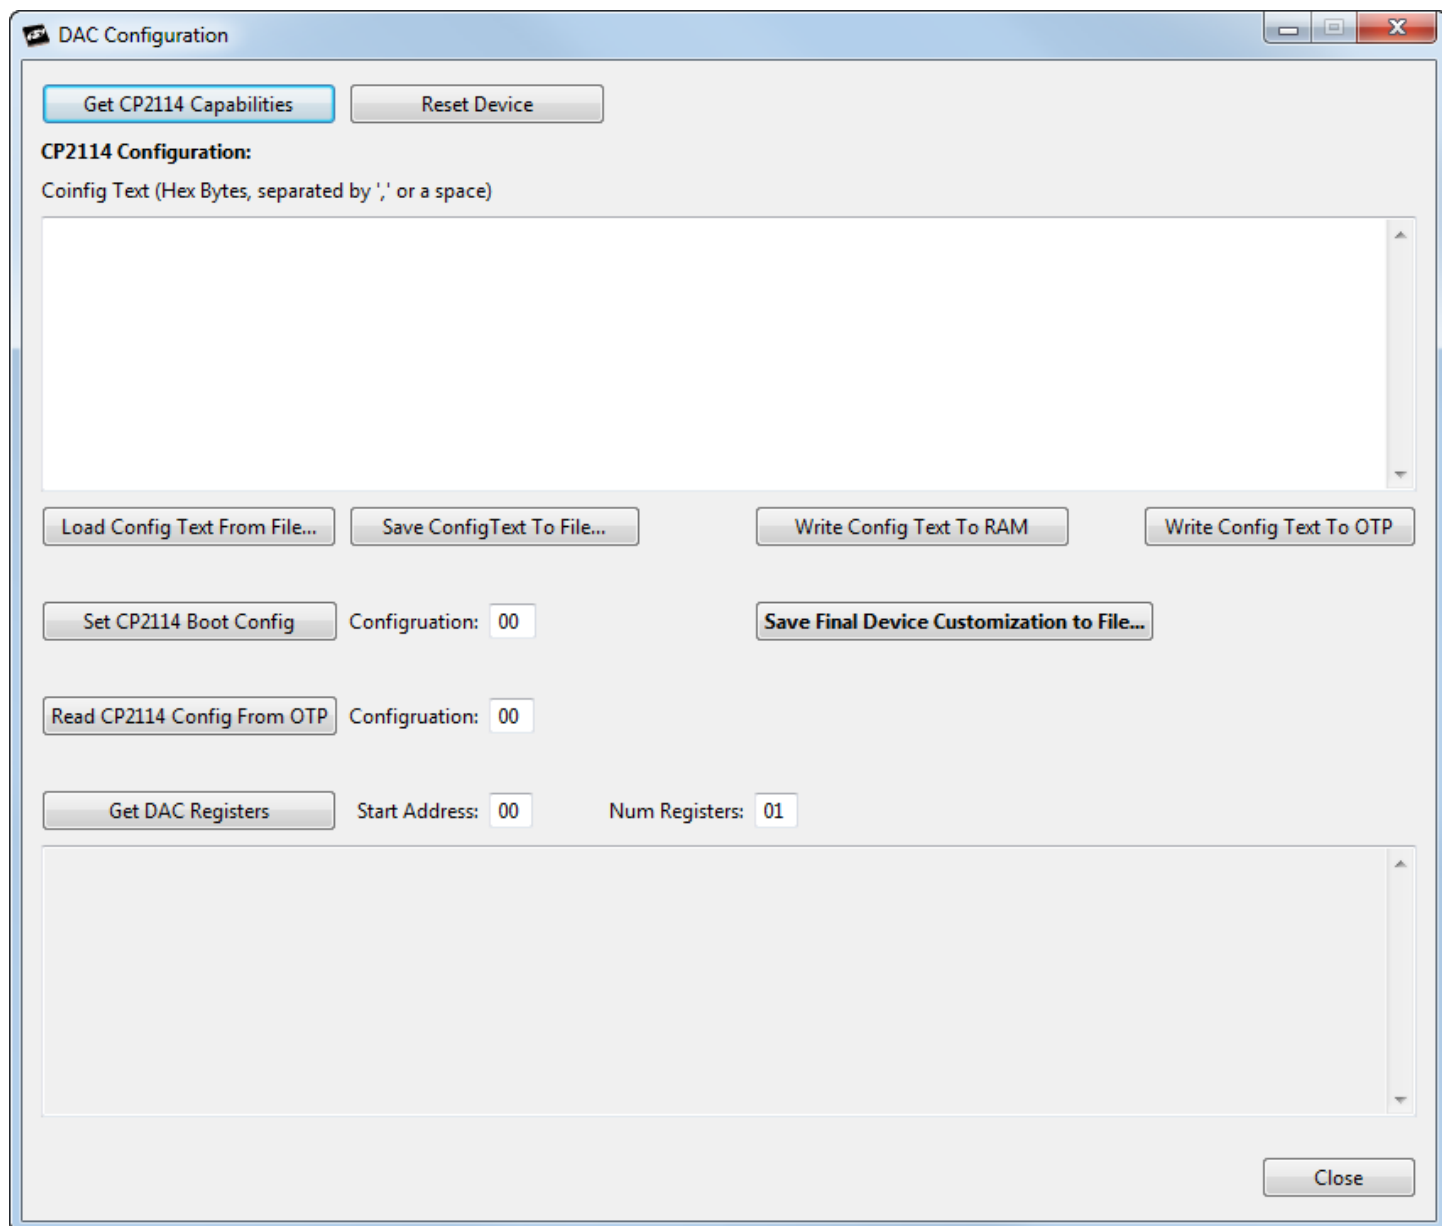 DAC Configuration
Get CP2114 Capabilities Reset Device
CP2114 Configuration:
Coinfig Text (Hex Bytes, separated by ',' or a space)
Load Config Text From File... Save ConfigText To File... Write Config Text To RAM Write Config Text To OTP
Set CP2114 Boot Config Configruation: 00 Save Final Device Customization to File...
Read CP2114 Config From OTP Configruation: 00
Get DAC Registers Start Address: 00 Num Registers: 01
Close